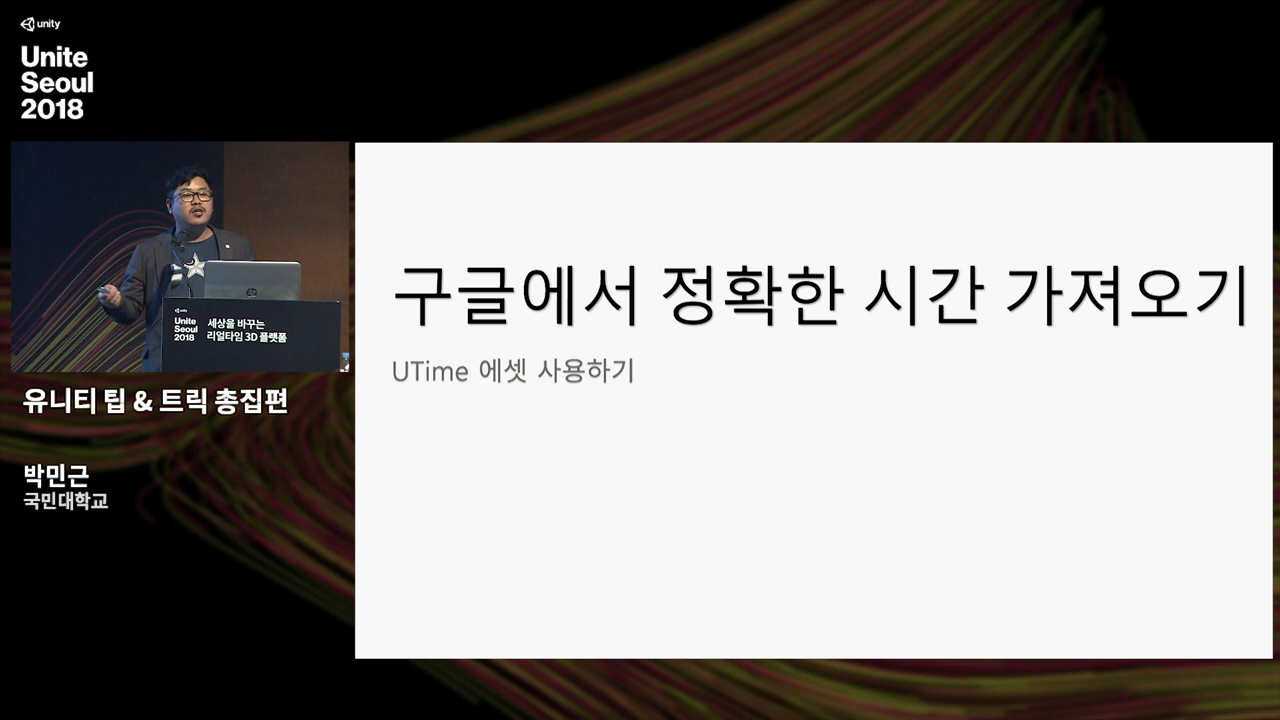 unity
Unite
Seoul
2018
unity
Unite
Seoul
2018
세상을 바꾸는
리얼타임 3D 플랫폼
hp
유니티 팁 & 트릭 총집편
박민근
국민대학교
구글에서 정확한 시간 가져오기
UTime 에셋 사용하기